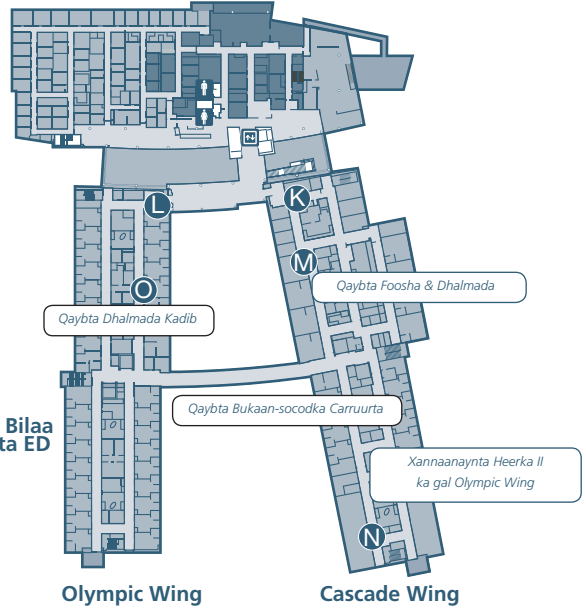 L
K
M
O
Qaybta Foosha & Dhalmada
Qaybta Dhalmada Kadib
Qaybta Bukaan-socodka Carruurta
Bilaa
ta ED
Xannaanaynta Heerka II
ka gal Olympic Wing
N
Olympic Wing
Cascade Wing